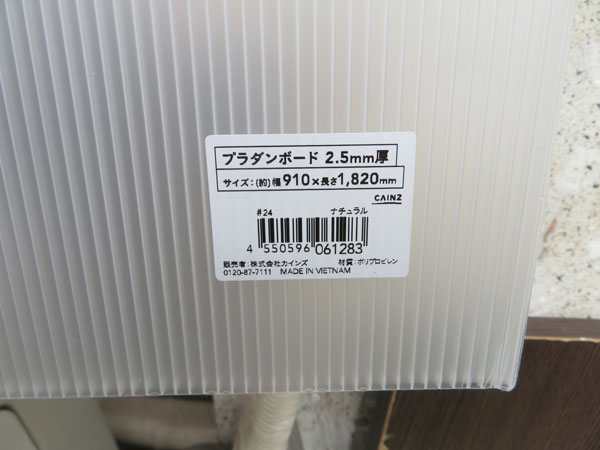 プラダンボード 2.5mm厚
サイズ:(約)幅910×長さ1,820mm
CAINZ
#24 ナチュラル
4 550596 061283
販売者:株式会社カインズ 材質:ポリプロピレン
0120-87-7111 MADE IN VIETNAM